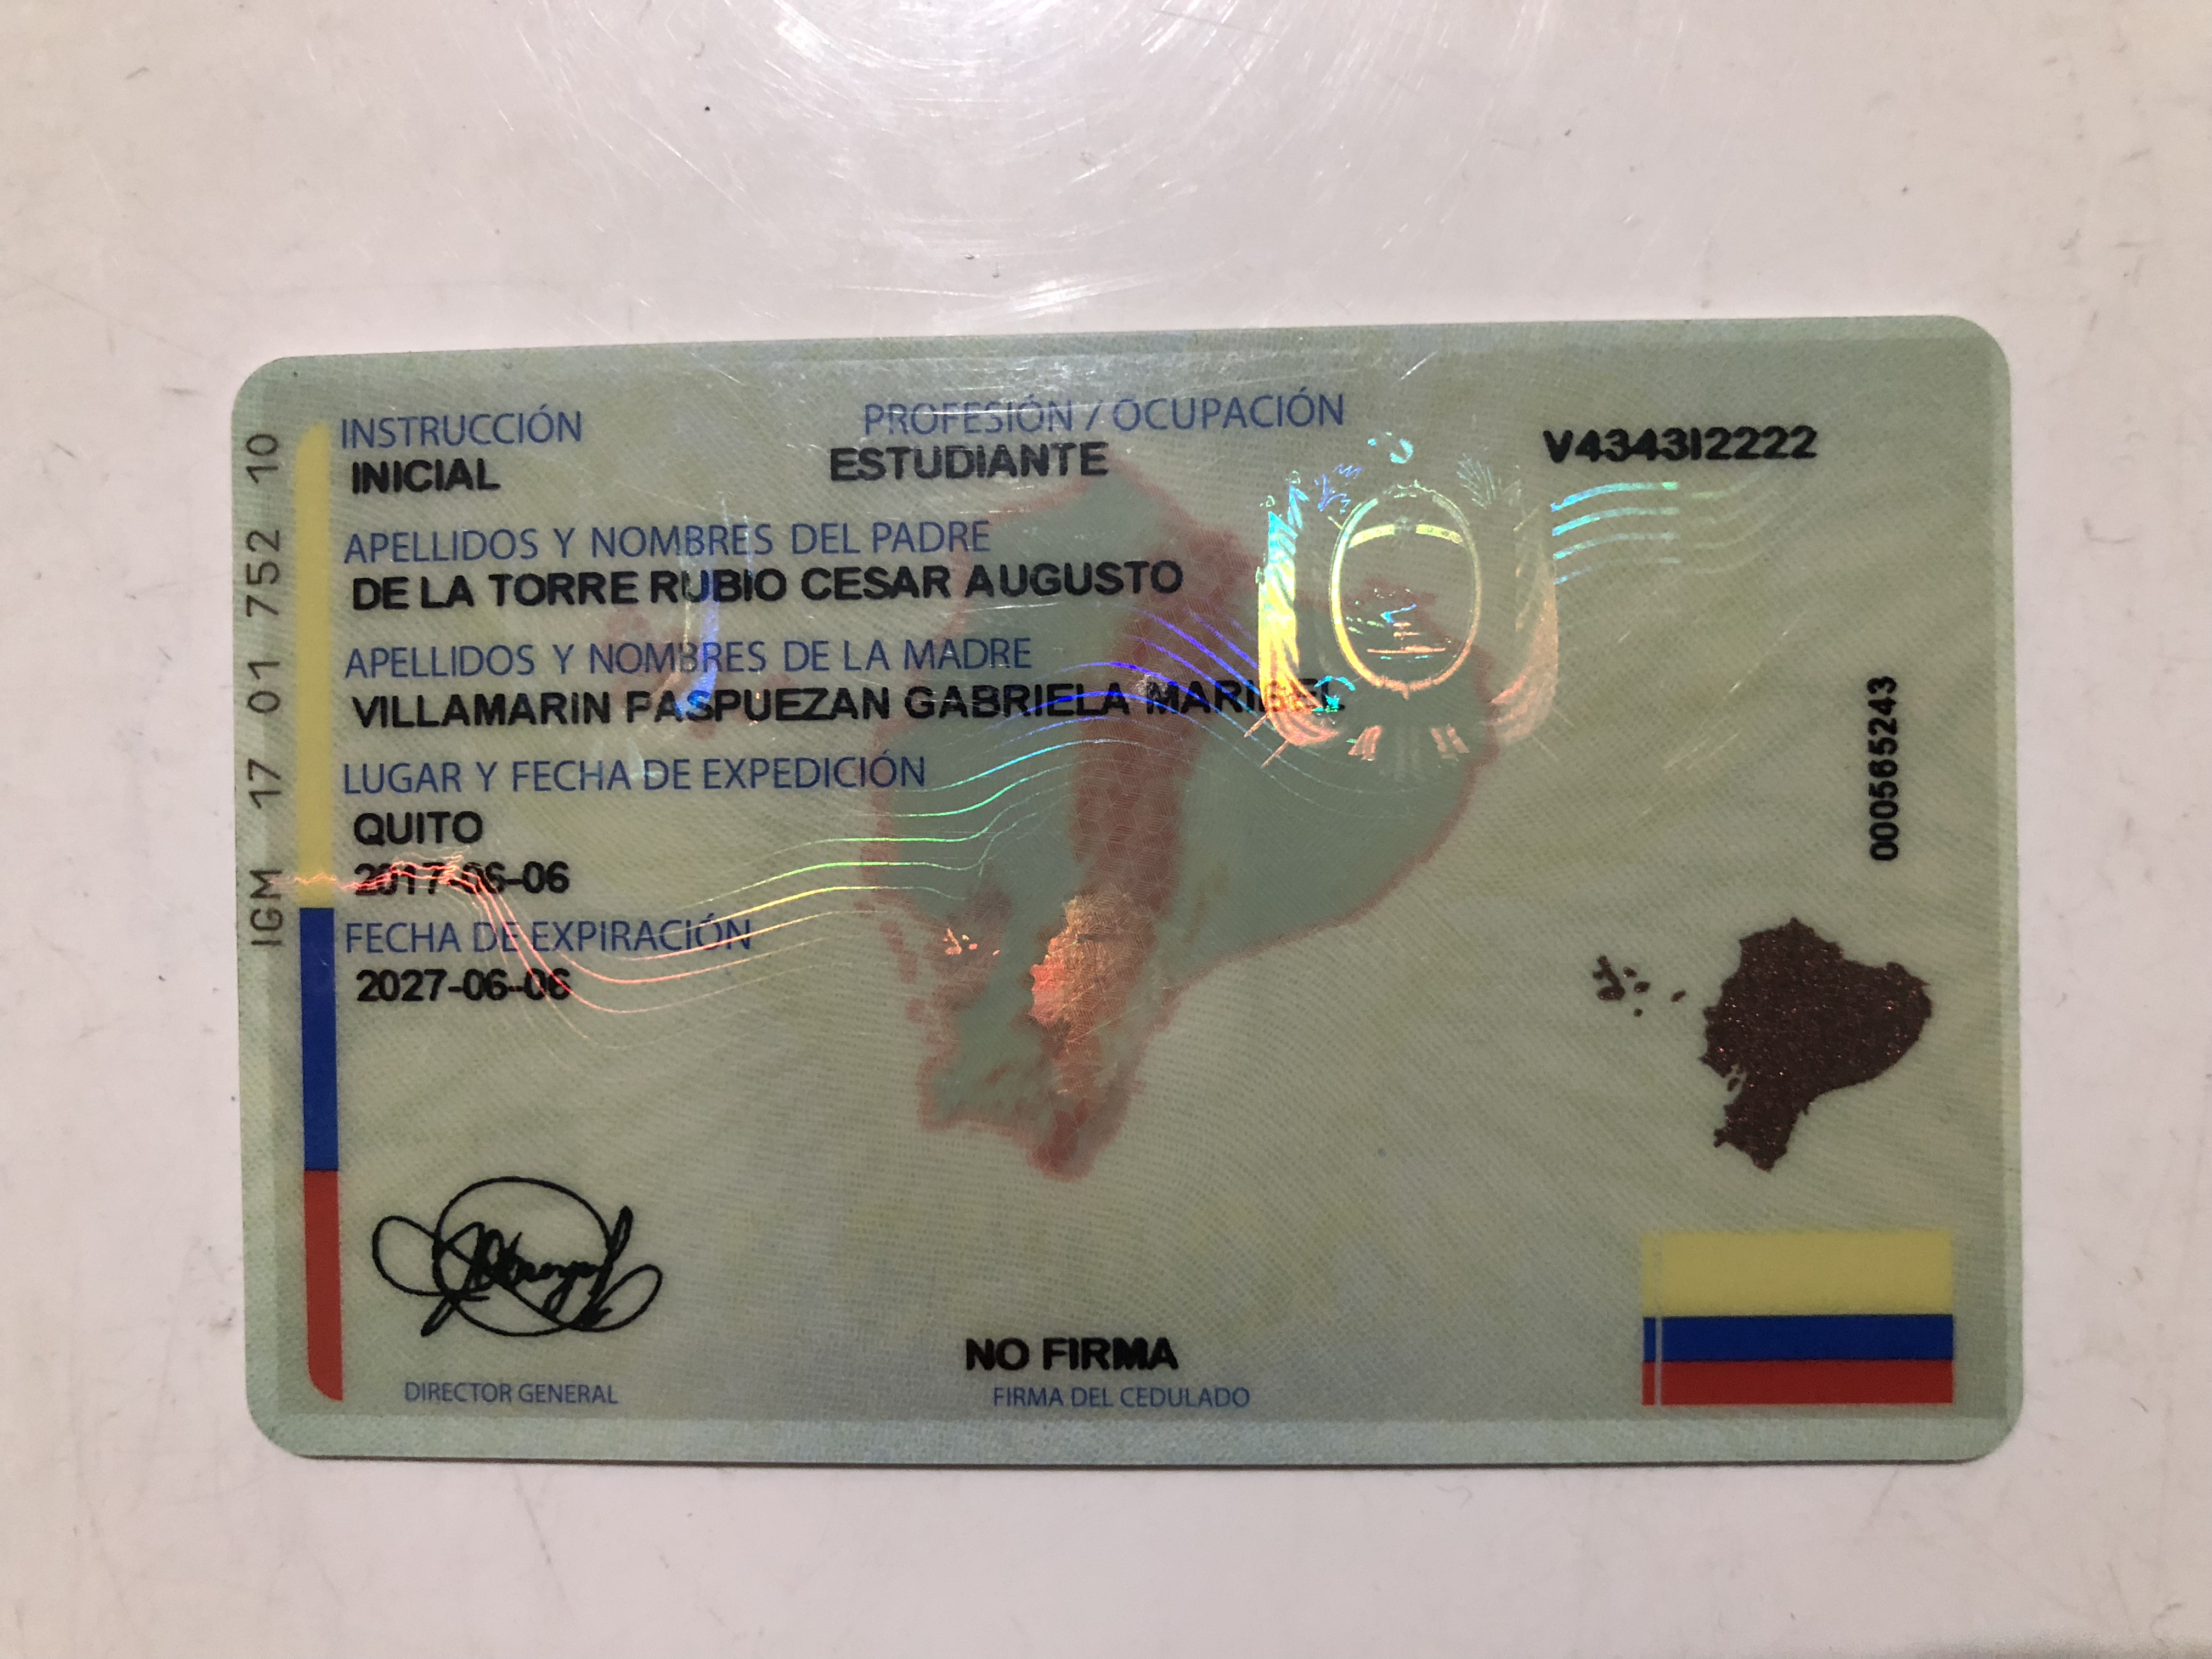 IGM 17 01 752 10
INSTRUCCIÓN PROFESIÓN / OCUPACIÓN
INICIAL ESTUDIANTE V4343I2222
APELLIDOS Y NOMBRES DEL PADRE
DE LA TORRE RUBIO CESAR AUGUSTO
APELLIDOS Y NOMBRES DE LA MADRE
VILLAMARIN PASPUEZAN GABRIELA MARICEL
LUGAR Y FECHA DE EXPEDICIÓN
QUITO
2017-06-06
FECHA DE EXPIRACIÓN
2027-06-06
000565243
NO FIRMA
DIRECTOR GENERAL FIRMA DEL CEDULADO